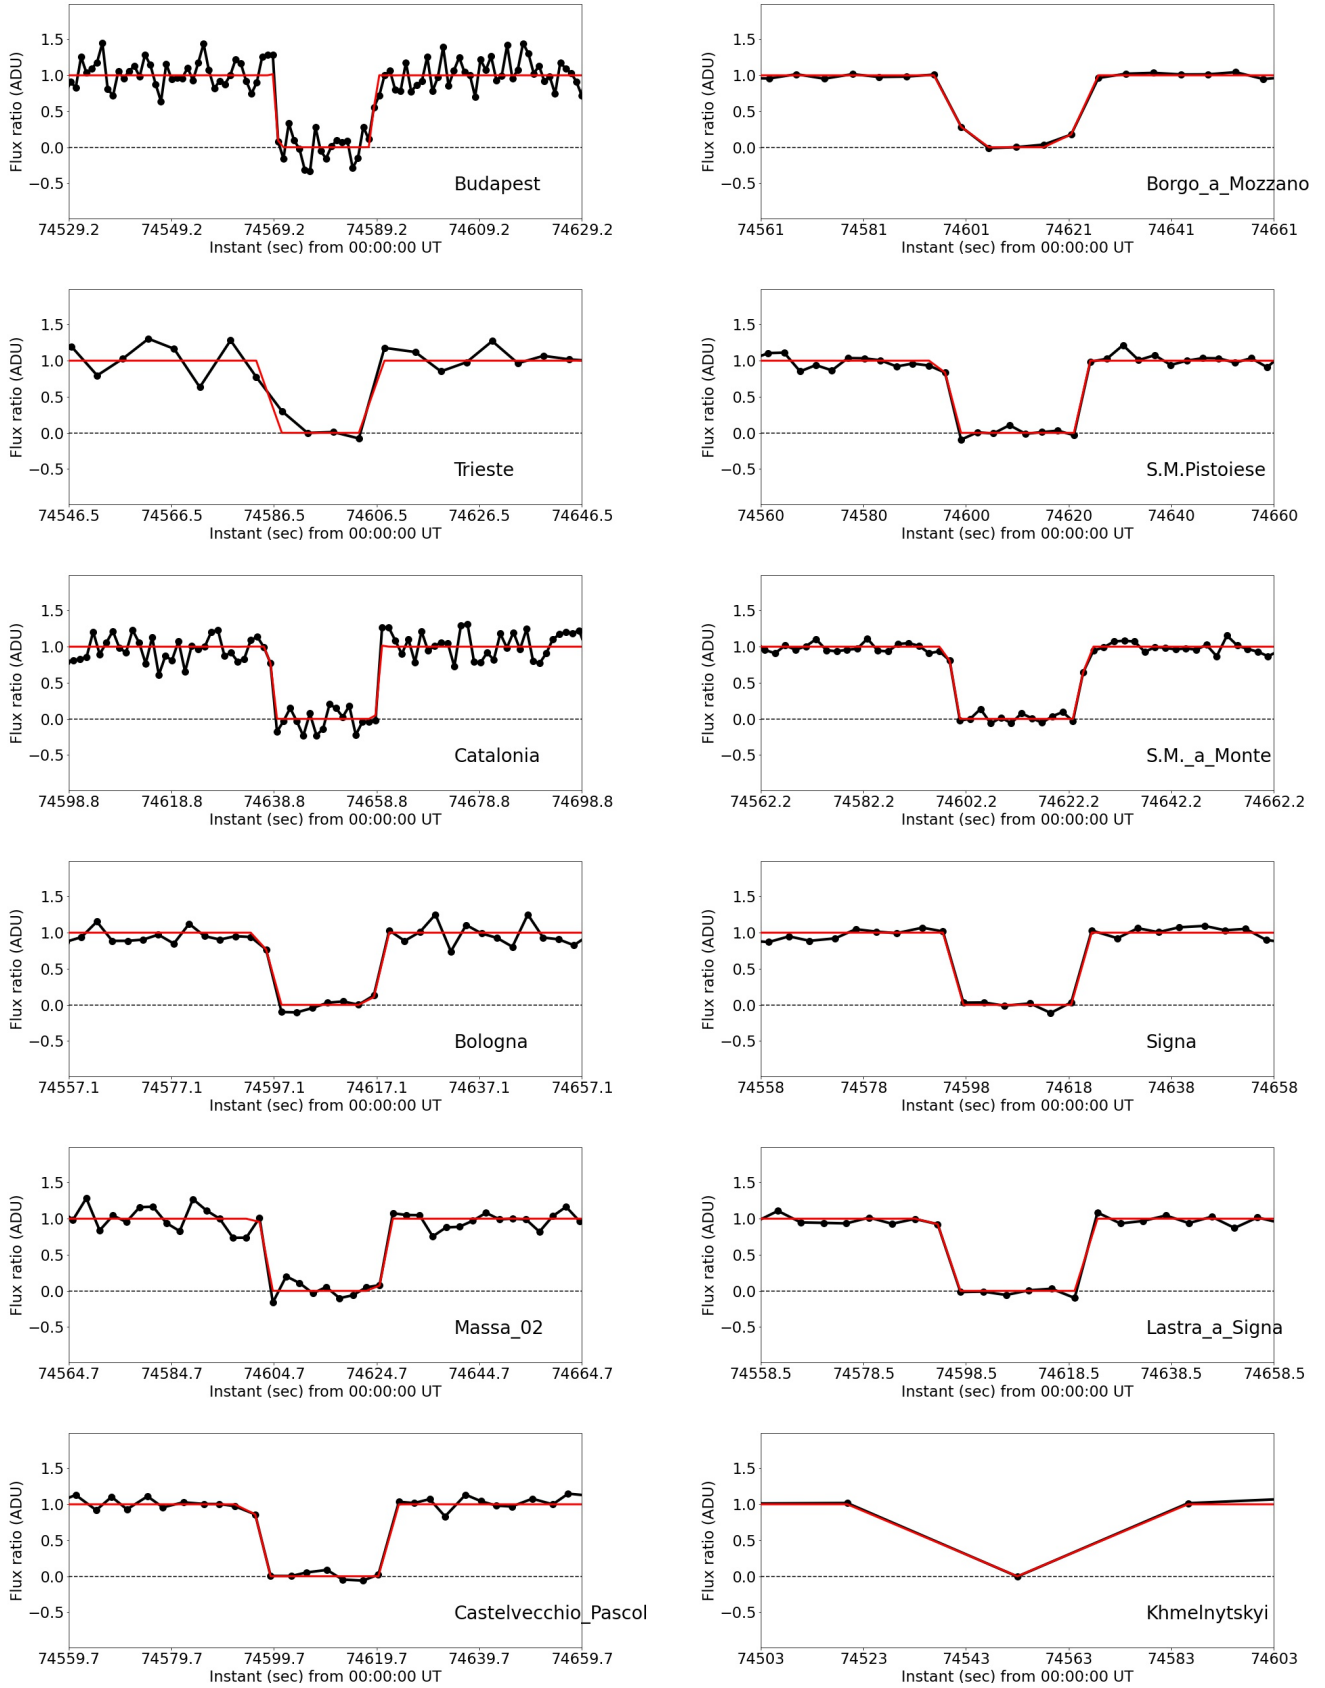 Flux ratio (ADU)
1.5
1.0
0.5
0.0
−0.5
Budapest
74529.2 74549.2 74569.2 74589.2 74609.2 74629.2
Instant (sec) from 00:00:00 UT
Flux ratio (ADU)
1.5
1.0
0.5
0.0
−0.5
Borgo_a_Mozzano
74561 74581 74601 74621 74641 74661
Instant (sec) from 00:00:00 UT
Flux ratio (ADU)
1.5
1.0
0.5
0.0
−0.5
Trieste
74546.5 74566.5 74586.5 74606.5 74626.5 74646.5
Instant (sec) from 00:00:00 UT
Flux ratio (ADU)
1.5
1.0
0.5
0.0
−0.5
S.M.Pistoiese
74560 74580 74600 74620 74640 74660
Instant (sec) from 00:00:00 UT
Flux ratio (ADU)
1.5
1.0
0.5
0.0
−0.5
Catalonia
74598.8 74618.8 74638.8 74658.8 74678.8 74698.8
Instant (sec) from 00:00:00 UT
Flux ratio (ADU)
1.5
1.0
0.5
0.0
−0.5
S.M._a_Monte
74562.2 74582.2 74602.2 74622.2 74642.2 74662.2
Instant (sec) from 00:00:00 UT
Flux ratio (ADU)
1.5
1.0
0.5
0.0
−0.5
Bologna
74557.1 74577.1 74597.1 74617.1 74637.1 74657.1
Instant (sec) from 00:00:00 UT
Flux ratio (ADU)
1.5
1.0
0.5
0.0
−0.5
Signa
74558 74578 74598 74618 74638 74658
Instant (sec) from 00:00:00 UT
Flux ratio (ADU)
1.5
1.0
0.5
0.0
−0.5
Massa_02
74564.7 74584.7 74604.7 74624.7 74644.7 74664.7
Instant (sec) from 00:00:00 UT
Flux ratio (ADU)
1.5
1.0
0.5
0.0
−0.5
Lastra_a_Signa
74558.5 74578.5 74598.5 74618.5 74638.5 74658.5
Instant (sec) from 00:00:00 UT
Flux ratio (ADU)
1.5
1.0
0.5
0.0
−0.5
Castelvecchio_Pascol
74559.7 74579.7 74599.7 74619.7 74639.7 74659.7
Instant (sec) from 00:00:00 UT
Flux ratio (ADU)
1.5
1.0
0.5
0.0
−0.5
Khmelnytskyi
74503 74523 74543 74563 74583 74603
Instant (sec) from 00:00:00 UT